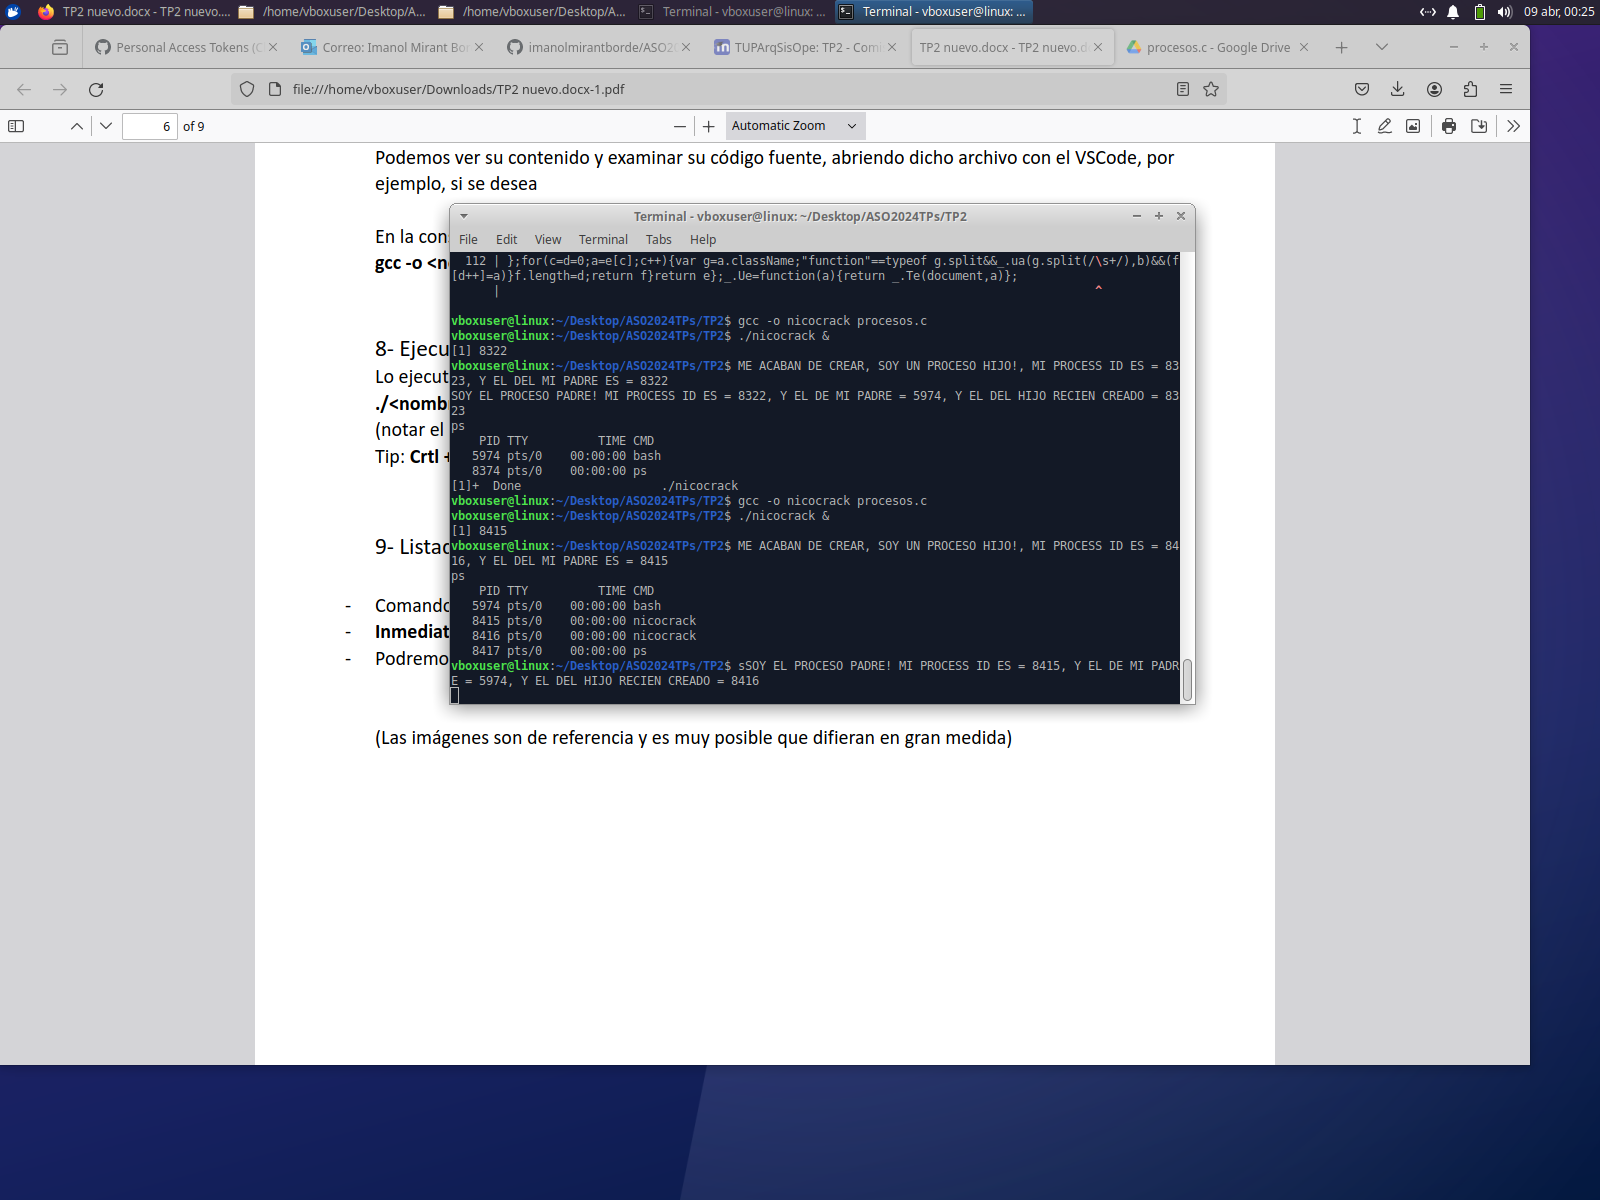 TP2 nuevo.docx - TP2 nuevo....
/home/vboxuser/Desktop/A...
/home/vboxuser/Desktop/A...
Terminal - vboxuser@linux: ...
Terminal - vboxuser@linux: ...
09 abr, 00:25
Personal Access Tokens (C
Correo: Imanol Mirant Bor
imanolmirantborde/ASO20
TUPArqSisOpe: TP2 - Comi
TP2 nuevo.docx - TP2 nuevo.d
procesos.c - Google Drive
file:///home/vboxuser/Downloads/TP2 nuevo.docx-1.pdf
6 of 9
Automatic Zoom
Podemos ver su contenido y examinar su código fuente, abriendo dicho archivo con el VSCode, por
ejemplo, si se desea
En la con
gcc -o <n
8- Ejecu
Lo ejecut
./<nomb
(notar el
Tip: Crtl +
9- Listac
- Comando
- Inmediat
- Podremo
(Las imágenes son de referencia y es muy posible que difieran en gran medida)
Terminal - vboxuser@linux: ~/Desktop/ASO2024TPs/TP2
File Edit View Terminal Tabs Help
112 | };for(c=d=0;a=e[c];c++){var g=a.className;"function"==typeof g.split&&_.ua(g.split(/\s+/),b)&&(f
[d++]=a)}f.length=d;return f}return e};_.Ue=function(a){return _.Te(document,a)};
| ^
vboxuser@linux:~/Desktop/ASO2024TPs/TP2$ gcc -o nicocrack procesos.c
vboxuser@linux:~/Desktop/ASO2024TPs/TP2$ ./nicocrack &
[1] 8322
vboxuser@linux:~/Desktop/ASO2024TPs/TP2$ ME ACABAN DE CREAR, SOY UN PROCESO HIJO!, MI PROCESS ID ES = 83
23, Y EL DEL MI PADRE ES = 8322
SOY EL PROCESO PADRE! MI PROCESS ID ES = 8322, Y EL DE MI PADRE = 5974, Y EL DEL HIJO RECIEN CREADO = 83
23
ps
PID TTY TIME CMD
5974 pts/0 00:00:00 bash
8374 pts/0 00:00:00 ps
[1]+ Done ./nicocrack
vboxuser@linux:~/Desktop/ASO2024TPs/TP2$ gcc -o nicocrack procesos.c
vboxuser@linux:~/Desktop/ASO2024TPs/TP2$ ./nicocrack &
[1] 8415
vboxuser@linux:~/Desktop/ASO2024TPs/TP2$ ME ACABAN DE CREAR, SOY UN PROCESO HIJO!, MI PROCESS ID ES = 84
16, Y EL DEL MI PADRE ES = 8415
ps
PID TTY TIME CMD
5974 pts/0 00:00:00 bash
8415 pts/0 00:00:00 nicocrack
8416 pts/0 00:00:00 nicocrack
8417 pts/0 00:00:00 ps
vboxuser@linux:~/Desktop/ASO2024TPs/TP2$ sSOY EL PROCESO PADRE! MI PROCESS ID ES = 8415, Y EL DE MI PADR
E = 5974, Y EL DEL HIJO RECIEN CREADO = 8416